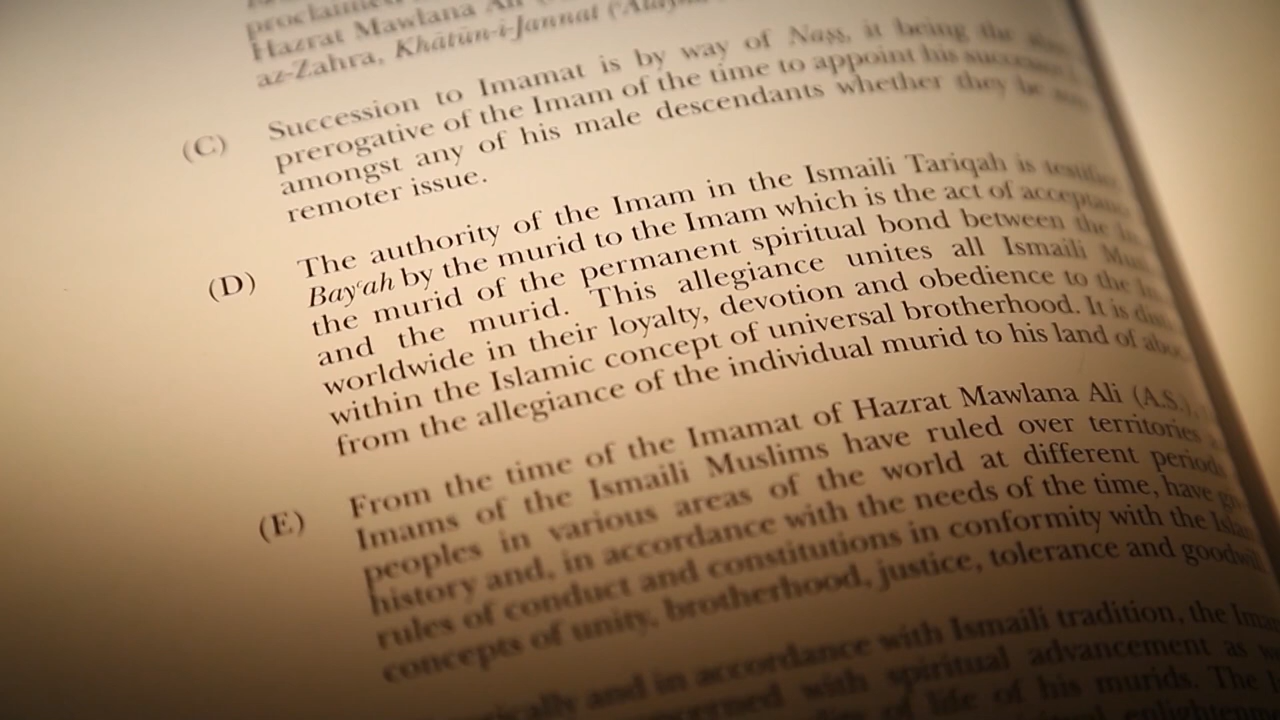 proclaimed
Hazrat Mawlana Ali
az-Zahra, Khātūn-i-Jannat
(C) Succession to Imamat is by way of Naṣṣ, it being the
prerogative of the Imam of the time to appoint his
amongst any of his male descendants whether they be
remoter issue.
(D) The authority of the Imam in the Ismaili Tariqah is
Bay‘ah by the murid to the Imam which is the act of
the murid of the permanent spiritual bond between the
and the murid. This allegiance unites all Ismaili
worldwide in their loyalty, devotion and obedience to the
within the Islamic concept of universal brotherhood. It is
from the allegiance of the individual murid to his land of
(E) From the time of the Imamat of Hazrat Mawlana Ali (A.S.),
Imams of the Ismaili Muslims have ruled over territories
peoples in various areas of the world at different periods
history and, in accordance with the needs of the time, have
rules of conduct and constitutions in conformity with the
concepts of unity, brotherhood, justice, tolerance and
and in accordance with Ismaili tradition, the
with spiritual advancement as
of life of his murids. The